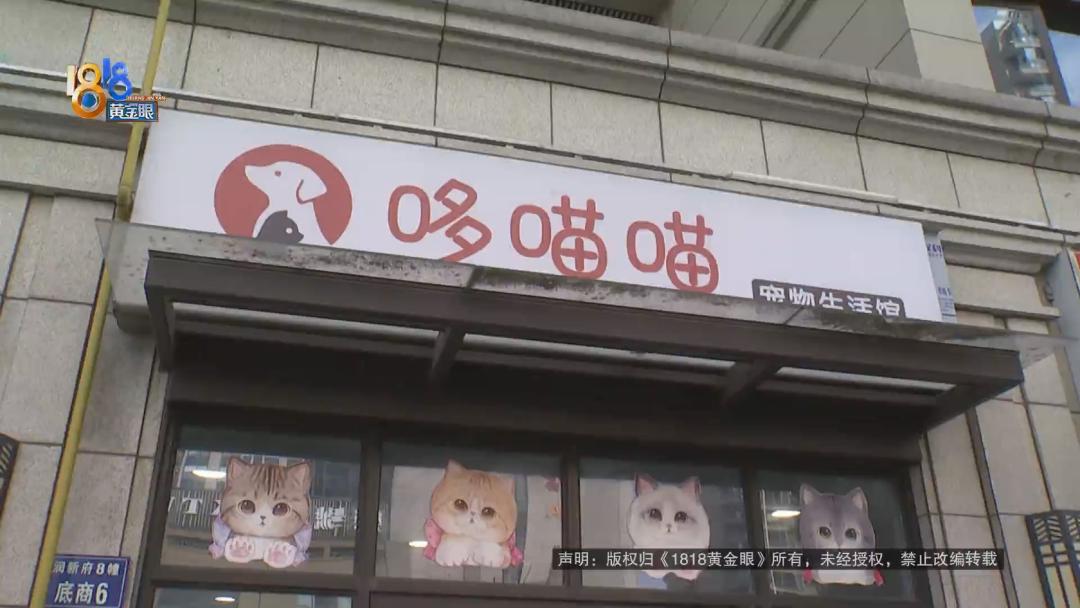 1818
黄金眼
哆喵喵
宠物生活馆
声明：版权归《1818黄金眼》所有，未经授权，禁止改编转载
润新府8幢
底商6